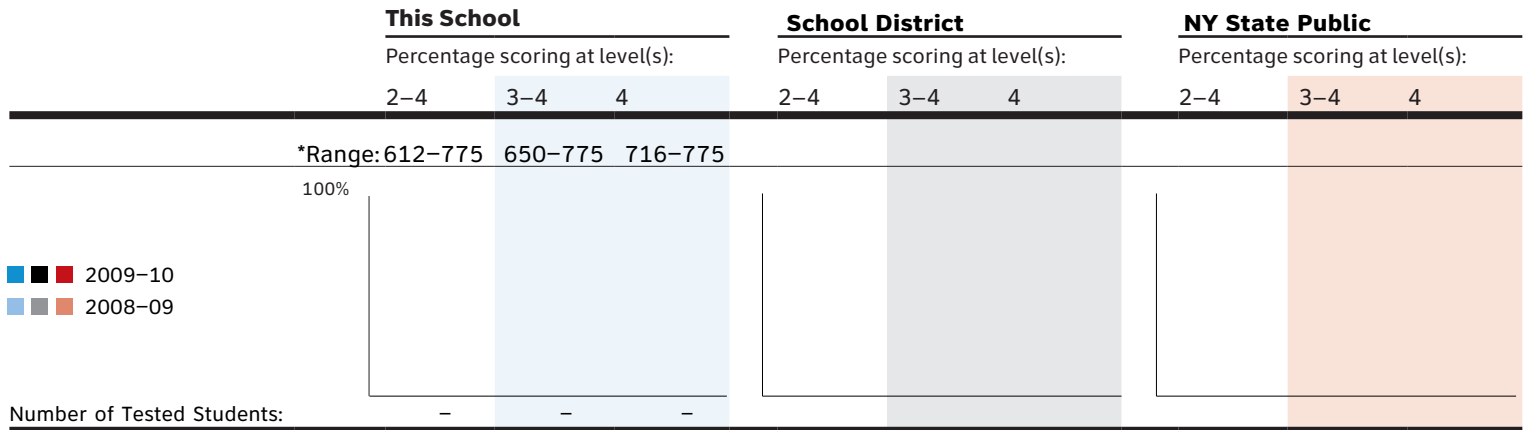 This School School District NY State Public
Percentage scoring at level(s): Percentage scoring at level(s): Percentage scoring at level(s):
2–4 3–4 4 2–4 3–4 4 2–4 3–4 4
*Range: 612–775 650–775 716–775
100%
2009–10
2008–09
Number of Tested Students: – – –